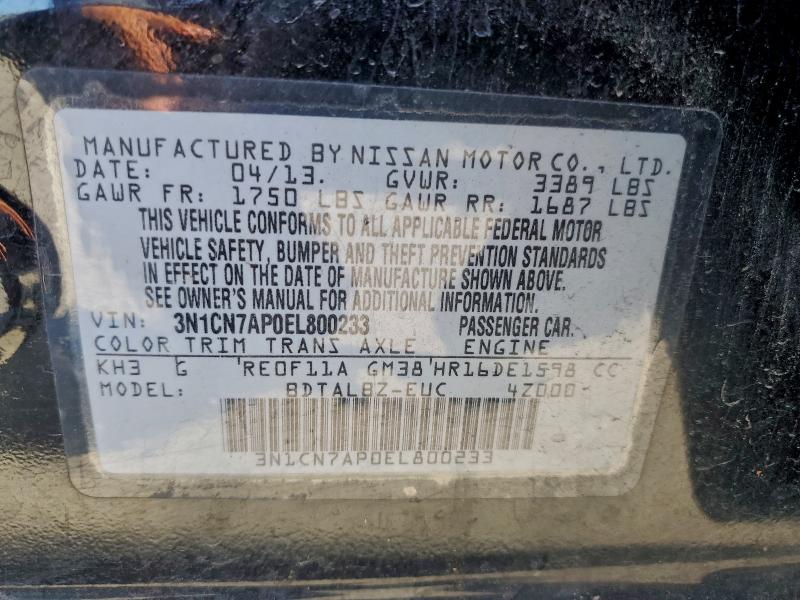 MANUFACTURED BY NISSAN MOTOR CO., LTD.
DATE: 04/13. GVWR: 3389 LBS
GAWR FR: 1750 LBS GAWR RR: 1687 LBS
THIS VEHICLE CONFORMS TO ALL APPLICABLE FEDERAL MOTOR
VEHICLE SAFETY, BUMPER AND THEFT PREVENTION STANDARDS
IN EFFECT ON THE DATE OF MANUFACTURE SHOWN ABOVE.
SEE OWNER'S MANUAL FOR ADDITIONAL INFORMATION.
VIN: 3N1CN7AP0EL800233 PASSENGER CAR.
COLOR TRIM TRANS AXLE ENGINE
KH3 G RE0F11A GM38 HR16DE1598 CC
MODEL: BDTALBZ-EUC 4Z000
3N1CN7AP0EL800233